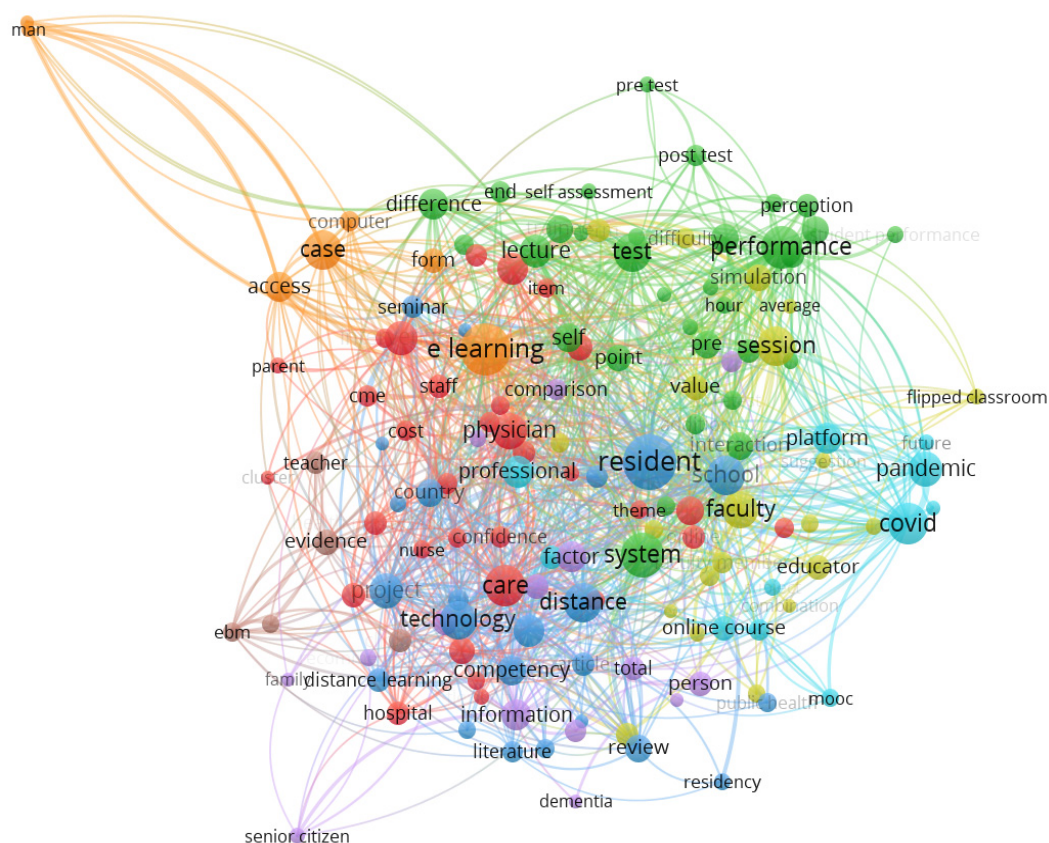 man
pre test
post test
end
self assessment
difference
perception
computer
student performance
difficulty
case
lecture
test
performance
form
simulation
access
item
seminar
hour
average
self
session
e learning
pre
point
parent
staff
comparison
value
cme
flipped classroom
cost
physician
platform
future
interaction
resident
teacher
professional
school
suggestion
pandemic
cluster
country
theme
faculty
covid
evidence
confidence
nurse
factor
system
educator
care
project
distance
combination
technology
ebm
online course
article
total
competency
family
distance learning
person
mooc
public health
hospital
information
literature
review
residency
dementia
senior citizen